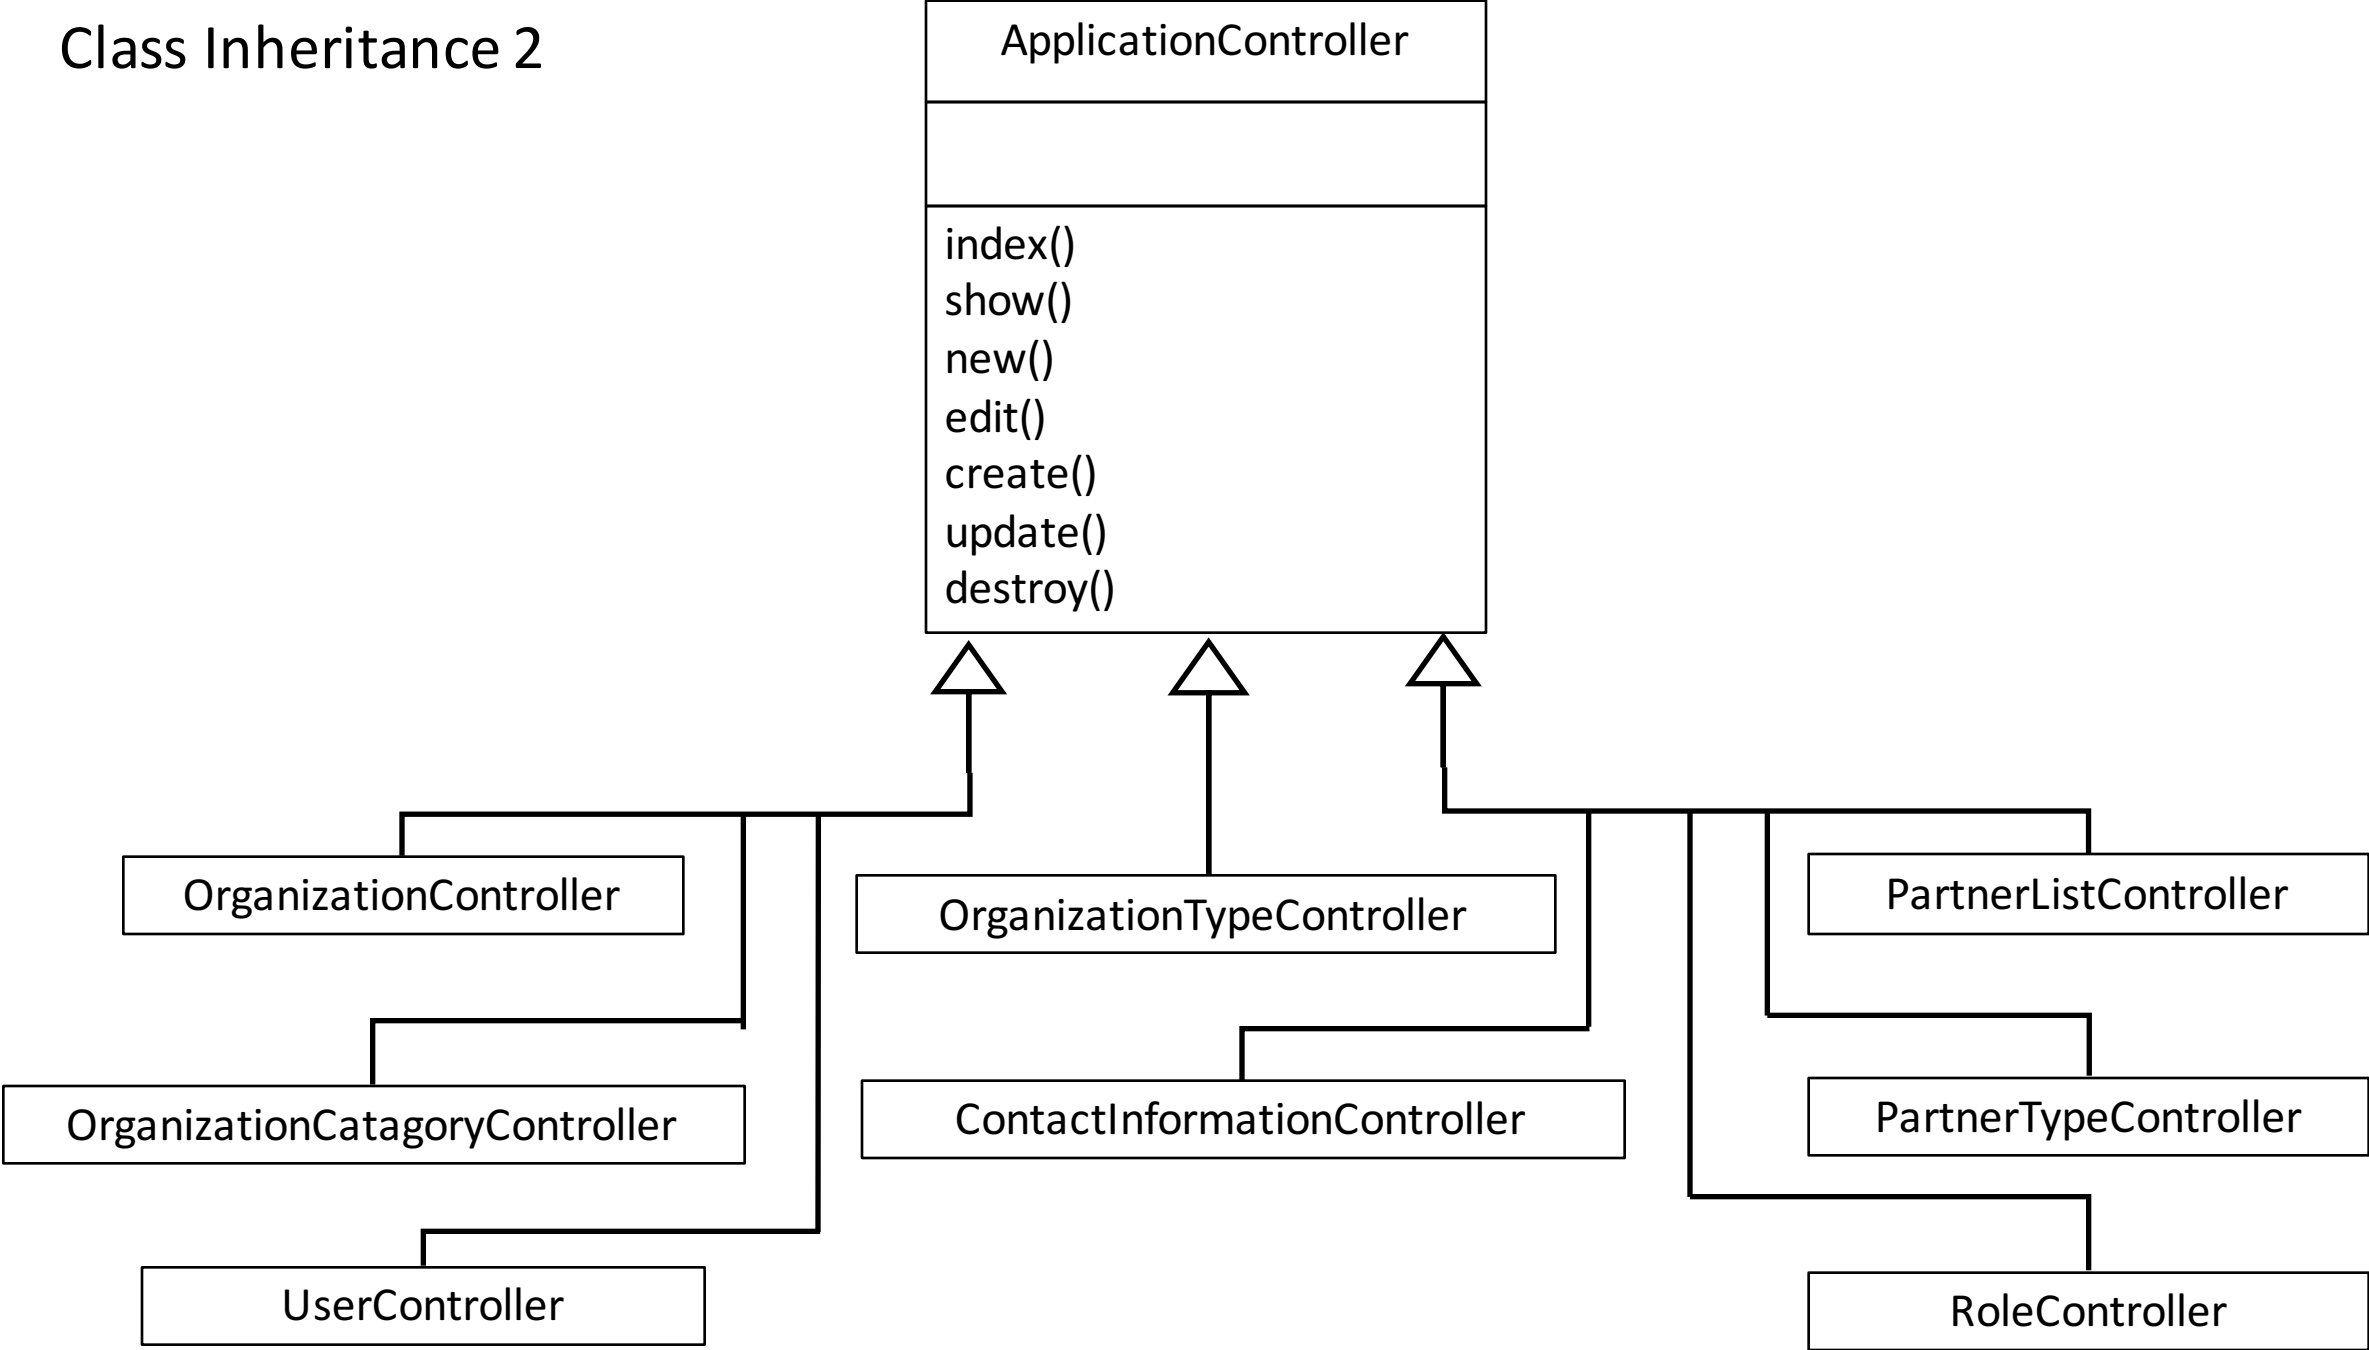 Class Inheritance 2
ApplicationController
index()
show()
new()
edit()
create()
update()
destroy()
OrganizationController
OrganizationTypeController
PartnerListController
OrganizationCatagoryController
ContactInformationController
PartnerTypeController
UserController
RoleController